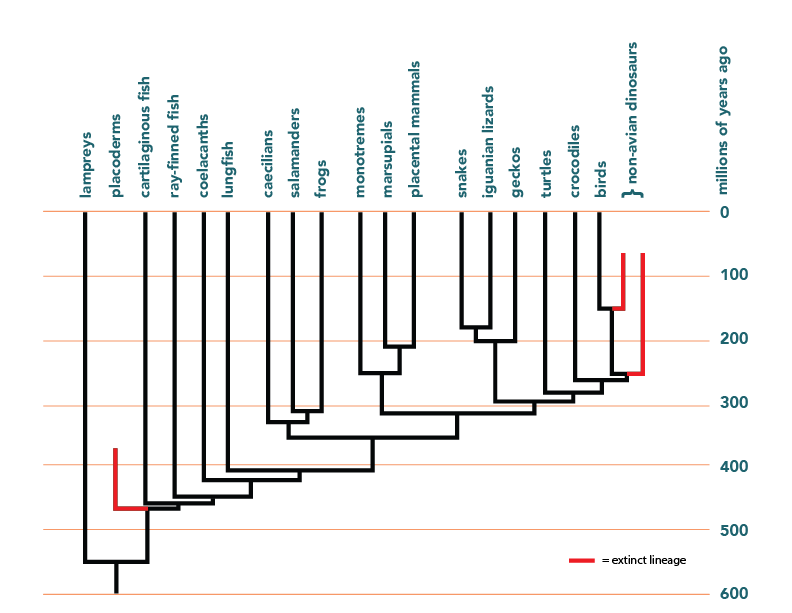 lampreys
placoderms
cartilaginous fish
ray-finned fish
coelacanths
lungfish
caecilians
salamanders
frogs
monotremes
marsupials
placental mammals
snakes
iguanian lizards
geckos
turtles
crocodiles
birds
} non-avian dinosaurs
millions of years ago
0
100
200
300
400
500
= extinct lineage
600